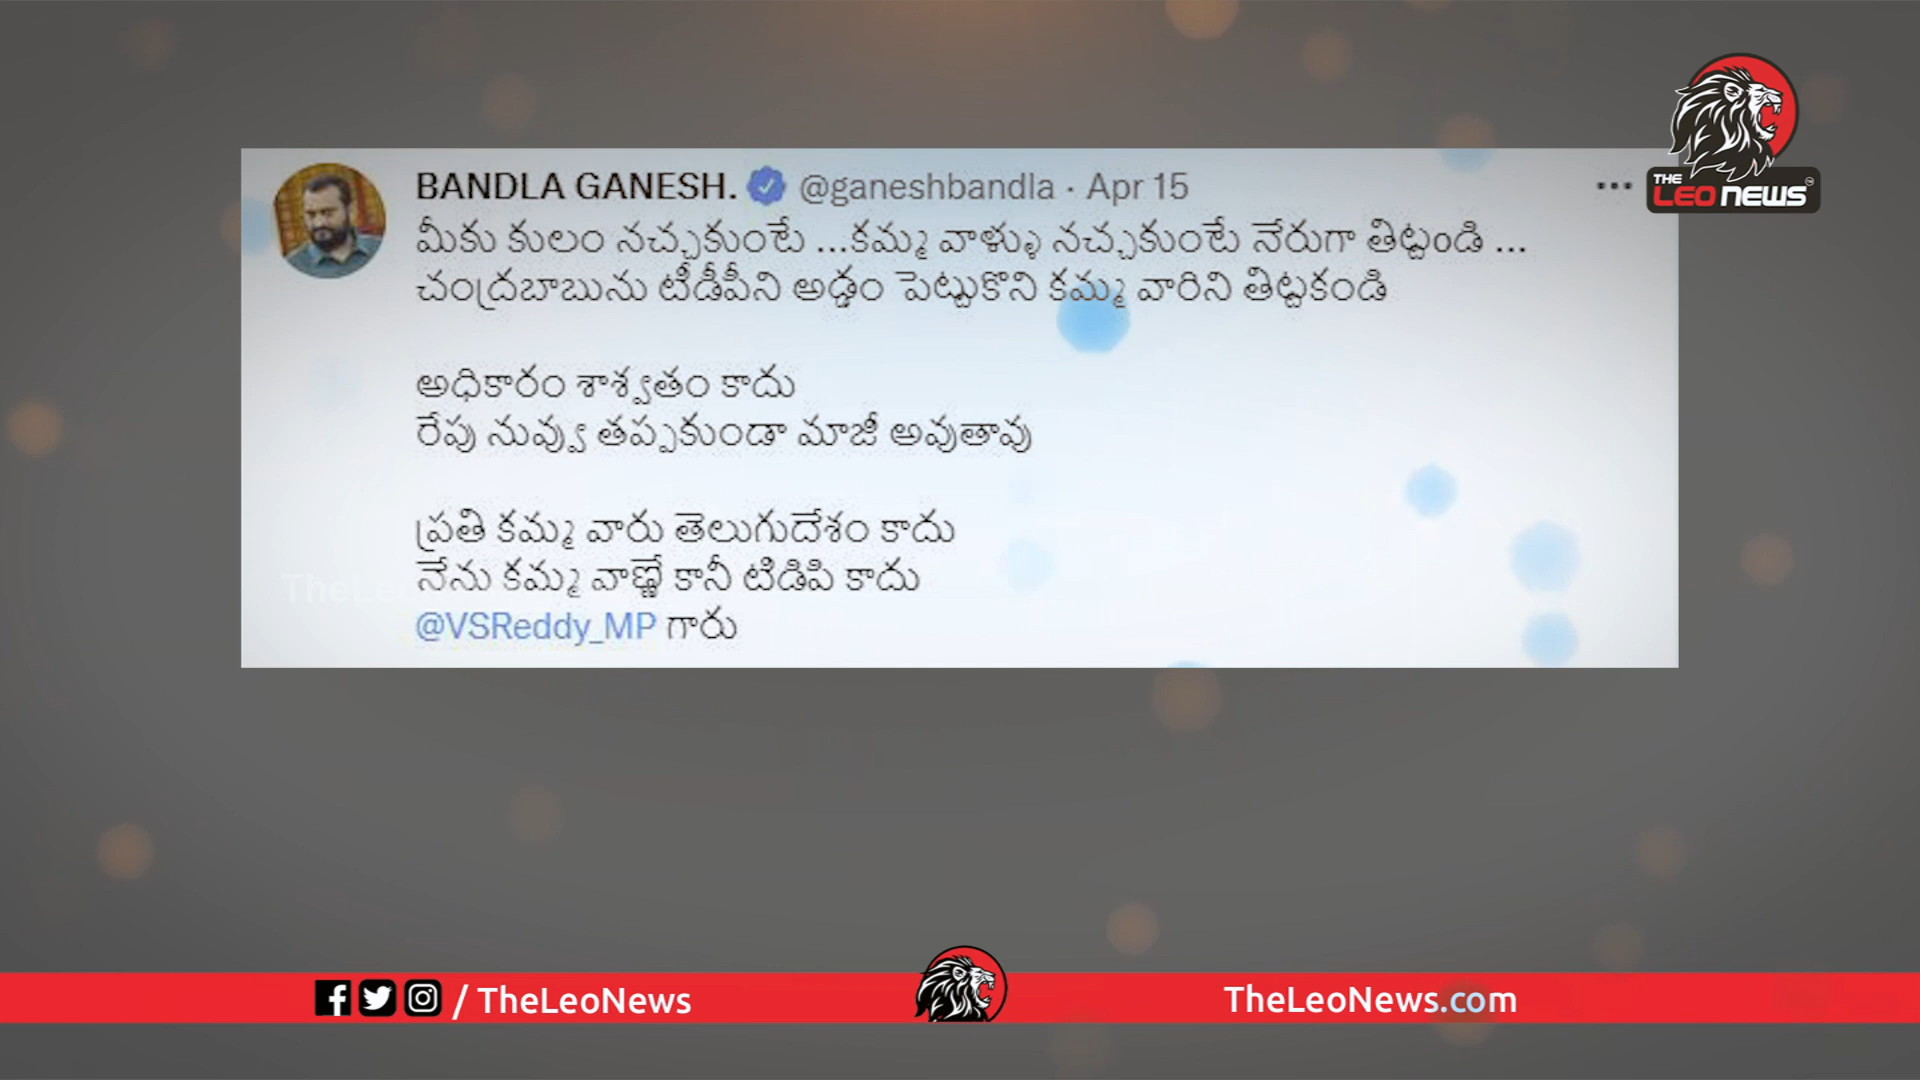 THE
LEO NEWS
BANDLA GANESH. @ganeshbandla · Apr 15 ...
మీకు కులం నచ్చకుంటే ...కమ్మ వాళ్ళు నచ్చకుంటే నేరుగా తిట్టండి ...
చంద్రబాబును టీడీపీని అడ్డం పెట్టుకొని కమ్మ వారిని తిట్టకండి
అధికారం శాశ్వతం కాదు
రేపు నువ్వు తప్పకుండా మాజీ అవుతావు
ప్రతి కమ్మ వారు తెలుగుదేశం కాదు
నేను కమ్మ వాణ్ణే కానీ టిడిపి కాదు
@VSReddy_MP గారు
/ TheLeoNews
TheLeoNews.com